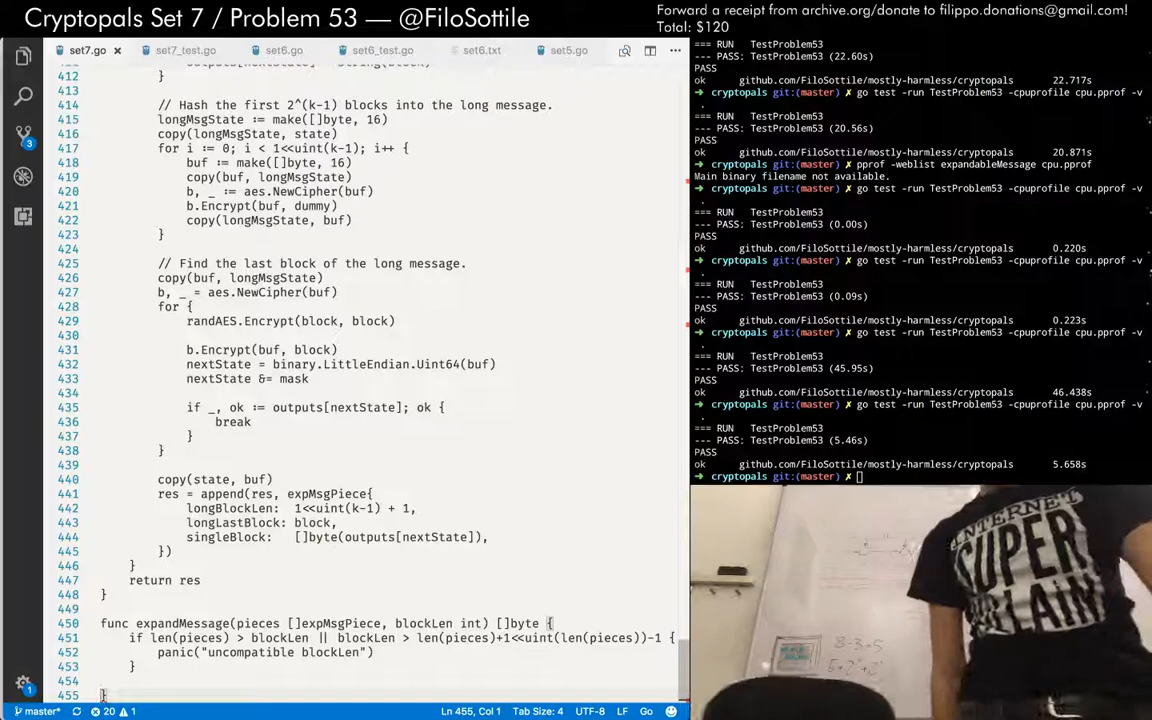 Cryptopals Set 7 / Problem 53 — @FiloSottile
Forward a receipt from archive.org/donate to filippo.donations@gmail.com!
Total: $120
set7.go
set7_test.go
set6.go
set6_test.go
set6.txt
set5.go
412 }
413
414 // Hash the first 2^(k-1) blocks into the long message.
415 longMsgState := make([]byte, 16)
416 copy(longMsgState, state)
417 for i := 0; i < 1<<uint(k-1); i++ {
418 buf := make([]byte, 16)
419 copy(buf, longMsgState)
420 b, _ := aes.NewCipher(buf)
421 b.Encrypt(buf, dummy)
422 copy(longMsgState, buf)
423 }
424
425 // Find the last block of the long message.
426 copy(buf, longMsgState)
427 b, _ = aes.NewCipher(buf)
428 for {
429 randAES.Encrypt(block, block)
430
431 b.Encrypt(buf, block)
432 nextState = binary.LittleEndian.Uint64(buf)
433 nextState &= mask
434
435 if _, ok := outputs[nextState]; ok {
436 break
437 }
438 }
439
440 copy(state, buf)
441 res = append(res, expMsgPiece{
442 longBlockLen: 1<<uint(k-1) + 1,
443 longLastBlock: block,
444 singleBlock: []byte(outputs[nextState]),
445 })
446 }
447 return res
448 }
449
450 func expandMessage(pieces []expMsgPiece, blockLen int) []byte {
451 if len(pieces) > blockLen || blockLen > len(pieces)+1<<uint(len(pieces))-1 {
452 panic("uncompatible blockLen")
453 }
454
455 }
master* 20 1 Ln 455, Col 1 Tab Size: 4 UTF-8 LF Go
=== RUN TestProblem53
--- PASS: TestProblem53 (22.60s)
PASS
ok github.com/FiloSottile/mostly-harmless/cryptopals 22.717s
➜ cryptopals git:(master) ✗ go test -run TestProblem53 -cpuprofile cpu.pprof -v
.
=== RUN TestProblem53
--- PASS: TestProblem53 (20.56s)
PASS
ok github.com/FiloSottile/mostly-harmless/cryptopals 20.871s
➜ cryptopals git:(master) ✗ pprof -weblist expandableMessage cpu.pprof
Main binary filename not available.
➜ cryptopals git:(master) ✗ go test -run TestProblem53 -cpuprofile cpu.pprof -v
.
=== RUN TestProblem53
--- PASS: TestProblem53 (0.00s)
PASS
ok github.com/FiloSottile/mostly-harmless/cryptopals 0.220s
➜ cryptopals git:(master) ✗ go test -run TestProblem53 -cpuprofile cpu.pprof -v
.
=== RUN TestProblem53
--- PASS: TestProblem53 (0.09s)
PASS
ok github.com/FiloSottile/mostly-harmless/cryptopals 0.223s
➜ cryptopals git:(master) ✗ go test -run TestProblem53 -cpuprofile cpu.pprof -v
.
=== RUN TestProblem53
--- PASS: TestProblem53 (45.95s)
PASS
ok github.com/FiloSottile/mostly-harmless/cryptopals 46.438s
➜ cryptopals git:(master) ✗ go test -run TestProblem53 -cpuprofile cpu.pprof -v
.
=== RUN TestProblem53
--- PASS: TestProblem53 (5.46s)
PASS
ok github.com/FiloSottile/mostly-harmless/cryptopals 5.658s
➜ cryptopals git:(master) ✗
INTERNET
SUPER
VILLAIN
8-3=5
3
1